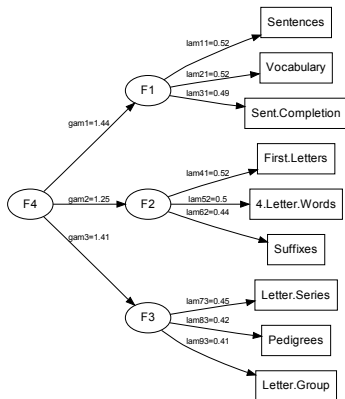 Sentences
lam11=0.52
Vocabulary
lam21=0.52
F1
lam31=0.49
Sent.Completion
gam1=1.44
First.Letters
lam41=0.52
F4
gam2=1.25
F2
lam52=0.5
4.Letter.Words
lam62=0.44
gam3=1.41
Suffixes
Letter.Series
lam73=0.45
F3
lam83=0.42
Pedigrees
lam93=0.41
Letter.Group